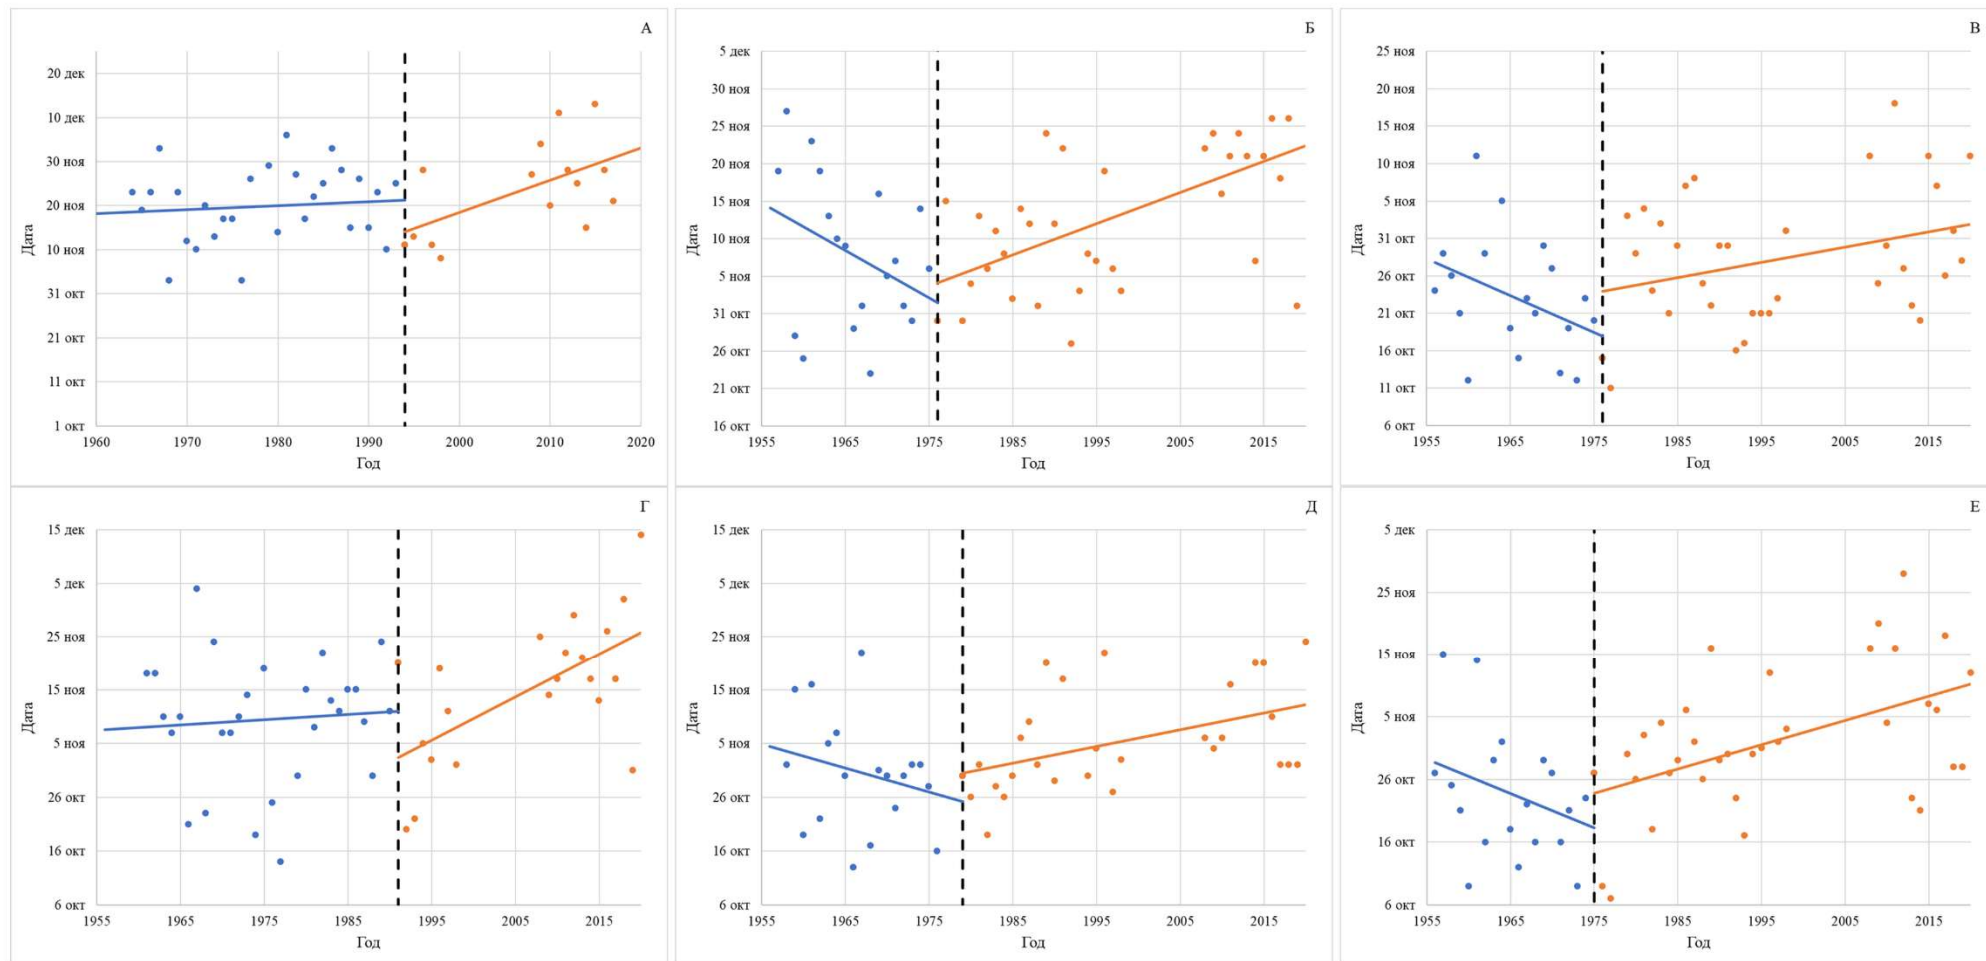 А
Дата
20 дек
10 дек
30 ноя
20 ноя
10 ноя
31 окт
21 окт
11 окт
1 окт
1960 1970 1980 1990 2000 2010 2020
Год
Б
Дата
5 дек
30 ноя
25 ноя
20 ноя
15 ноя
10 ноя
5 ноя
31 окт
26 окт
21 окт
16 окт
1955 1965 1975 1985 1995 2005 2015
Год
В
Дата
25 ноя
20 ноя
15 ноя
10 ноя
5 ноя
31 окт
26 окт
21 окт
16 окт
11 окт
6 окт
1955 1965 1975 1985 1995 2005 2015
Год
Г
Дата
15 дек
5 дек
25 ноя
15 ноя
5 ноя
26 окт
16 окт
6 окт
1955 1965 1975 1985 1995 2005 2015
Год
Д
Дата
15 дек
5 дек
25 ноя
15 ноя
5 ноя
26 окт
16 окт
6 окт
1955 1965 1975 1985 1995 2005 2015
Год
Е
Дата
5 дек
25 ноя
15 ноя
5 ноя
26 окт
16 окт
6 окт
1955 1965 1975 1985 1995 2005 2015
Год